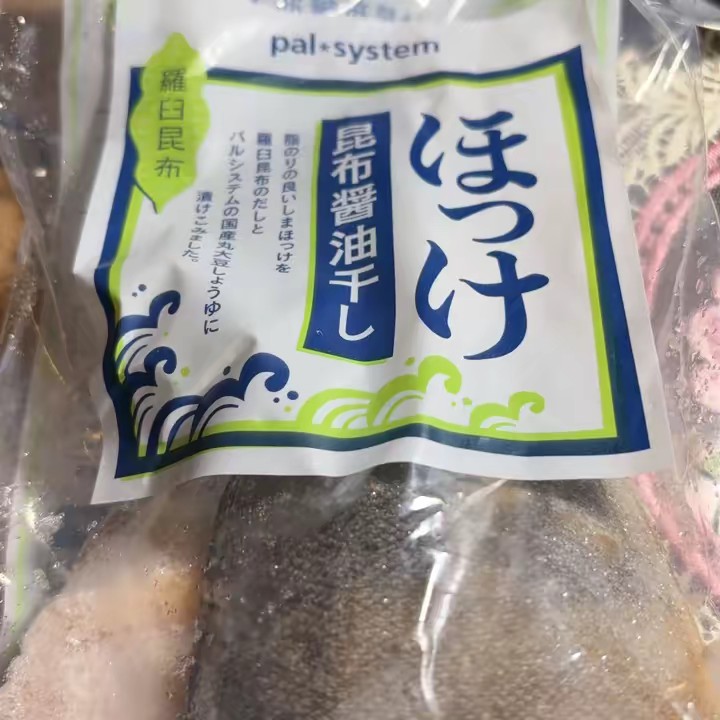 pal*system
羅臼昆布
ほっけ
昆布醤油干し
脂のりの良いしまほっけを
羅臼昆布のだしと
パルシステムの国産丸大豆しょうゆに
漬けこみました。